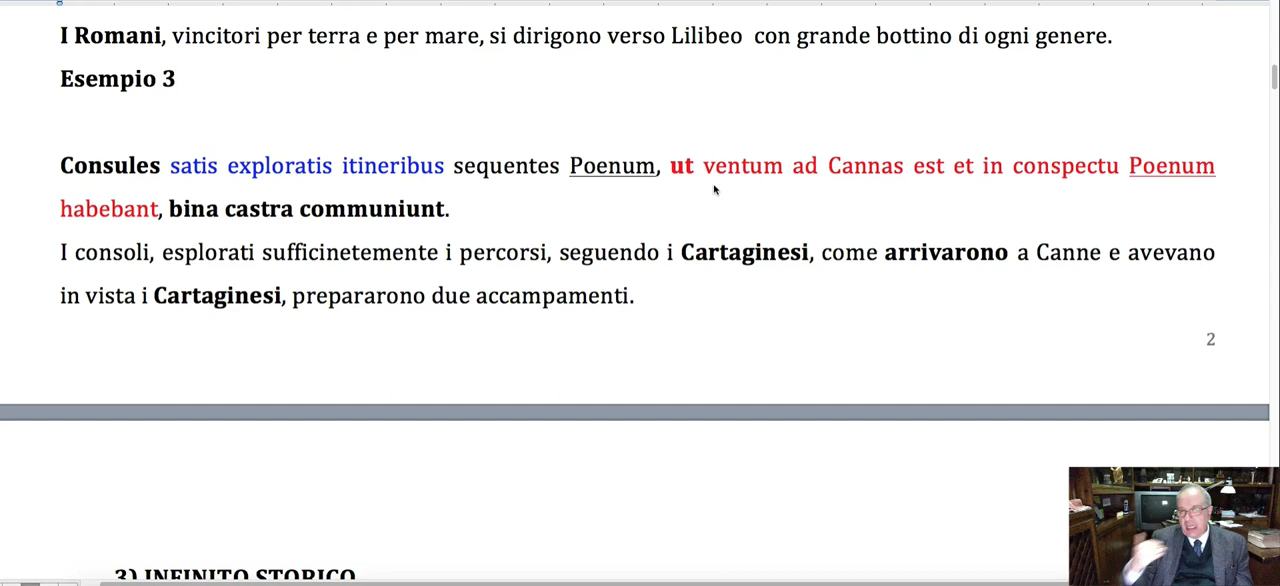 I Romani, vincitori per terra e per mare, si dirigono verso Lilibeo con grande bottino di ogni genere.
Esempio 3
Consules satis exploratis itineribus sequentes Poenum, ut ventum ad Cannas est et in conspectu Poenum
habebant, bina castra communiunt.
I consoli, esplorati sufficinetemente i percorsi, seguendo i Cartaginesi, come arrivarono a Canne e avevano
in vista i Cartaginesi, prepararono due accampamenti.
2
3) INFINITO STORICO